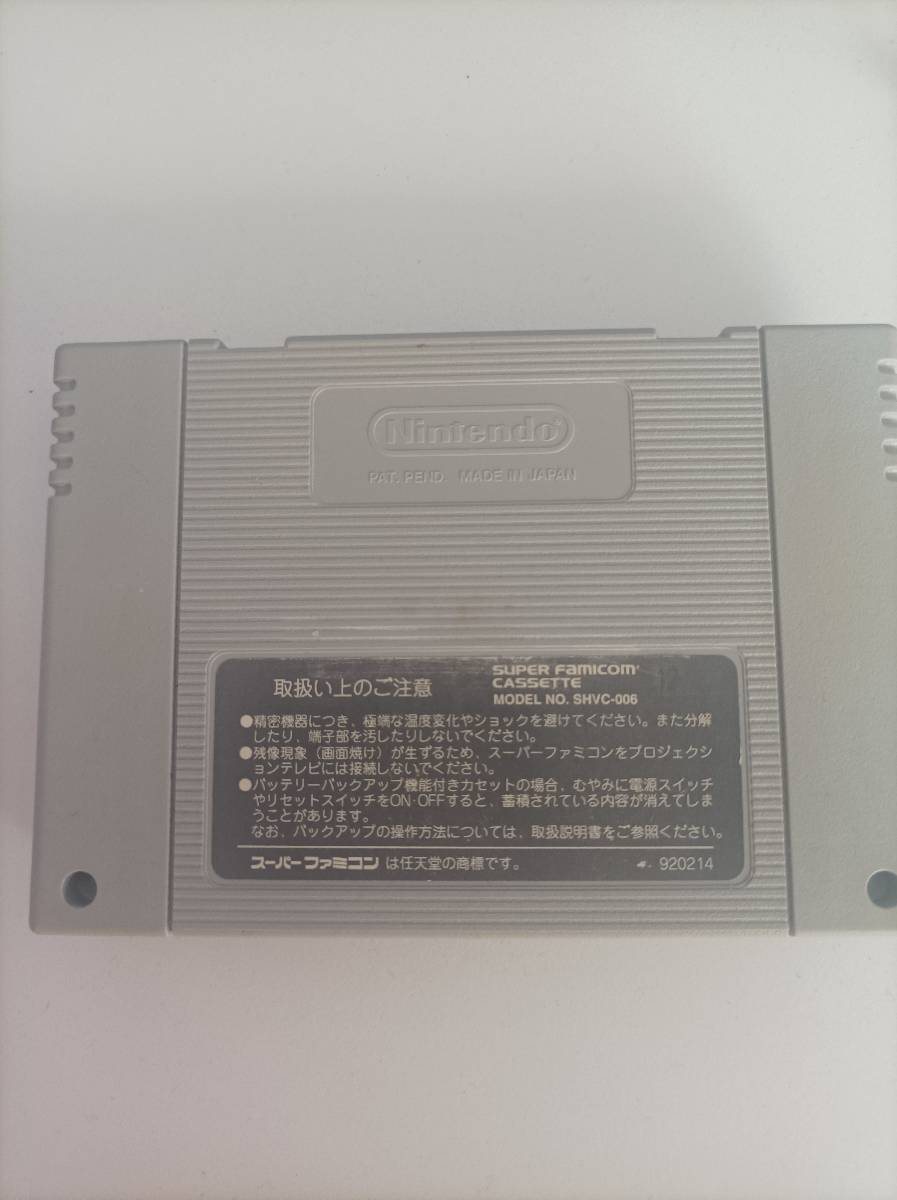 Nintendo®
PAT. PEND. MADE IN JAPAN
取扱い上のご注意
SUPER Famicom
CASSETTE
MODEL NO. SHVC-006
12
●精密機器につき、極端な温度変化やショックを避けてください。また分解
したり、端子部を汚したりしないでください。
●残像現象（画面焼け）が生ずるため、スーパーファミコンをプロジェクシ
ョンテレビには接続しないでください。
●バッテリーバックアップ機能付きカセットの場合、むやみに電源スイッチ
やリセットスイッチをON·OFFすると、蓄積されている内容が消えてしま
うことがあります。
なお、バックアップの操作方法については、取扱説明書をご参照ください。
スーパーファミコン は任天堂の商標です。
920214